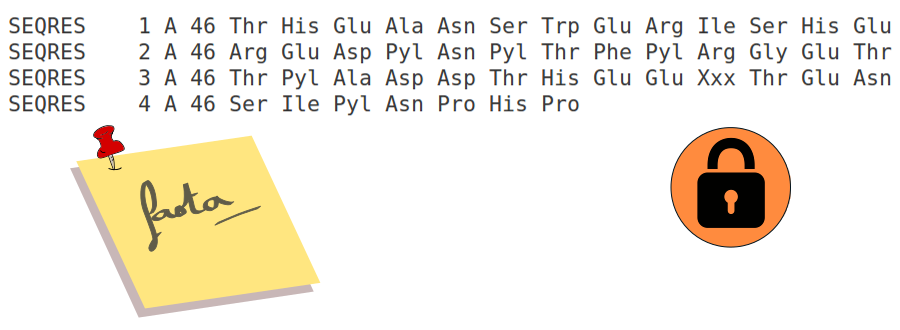 SEQRES 1 A 46 Thr His Glu Ala Asn Ser Trp Glu Arg Ile Ser His Glu
SEQRES 2 A 46 Arg Glu Asp Pyl Asn Pyl Thr Phe Pyl Arg Gly Glu Thr
SEQRES 3 A 46 Thr Pyl Ala Asp Asp Thr His Glu Glu Xxx Thr Glu Asn
SEQRES 4 A 46 Ser Ile Pyl Asn Pro His Pro
fasta